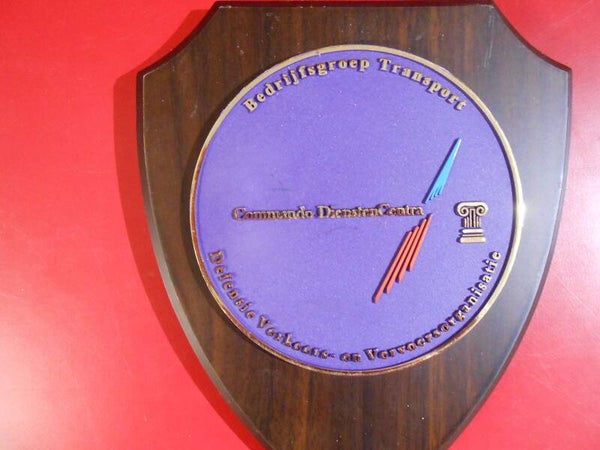 Bedrijfsgroep Transport
Commando DienstenCentra
Defensie Verkeers- en Vervoersorganisatie